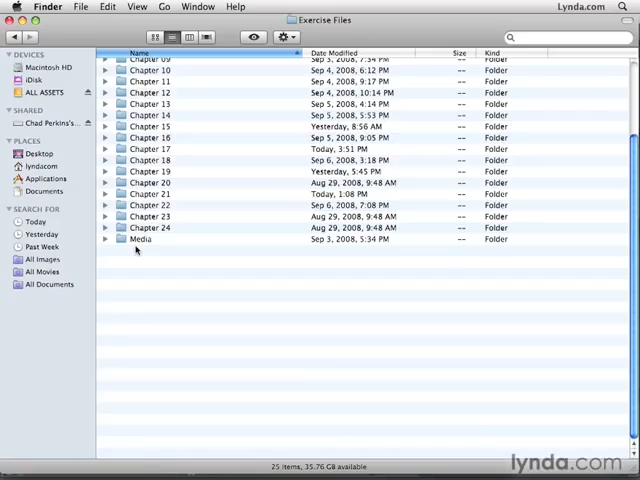 Finder File Edit View Go Window Help Lynda.com
Exercise Files
Name Date Modified Size Kind
DEVICES
Macintosh HD
iDisk
ALL ASSETS
SHARED
Chad Perkins's...
PLACES
Desktop
lyndacom
Applications
Documents
SEARCH FOR
Today
Yesterday
Past Week
All Images
All Movies
All Documents
Chapter 09 Sep 3, 2008, 7:34 PM -- Folder
Chapter 10 Sep 4, 2008, 6:12 PM -- Folder
Chapter 11 Sep 4, 2008, 9:17 PM -- Folder
Chapter 12 Sep 4, 2008, 10:14 PM -- Folder
Chapter 13 Sep 5, 2008, 4:14 PM -- Folder
Chapter 14 Sep 5, 2008, 5:53 PM -- Folder
Chapter 15 Yesterday, 8:56 AM -- Folder
Chapter 16 Sep 5, 2008, 9:05 PM -- Folder
Chapter 17 Today, 3:51 PM -- Folder
Chapter 18 Sep 6, 2008, 3:18 PM -- Folder
Chapter 19 Yesterday, 5:45 PM -- Folder
Chapter 20 Aug 29, 2008, 9:48 AM -- Folder
Chapter 21 Today, 1:08 PM -- Folder
Chapter 22 Sep 6, 2008, 7:08 PM -- Folder
Chapter 23 Aug 29, 2008, 9:48 AM -- Folder
Chapter 24 Aug 29, 2008, 9:48 AM -- Folder
Media Sep 3, 2008, 5:34 PM -- Folder
25 items, 35.76 GB available
lynda.com